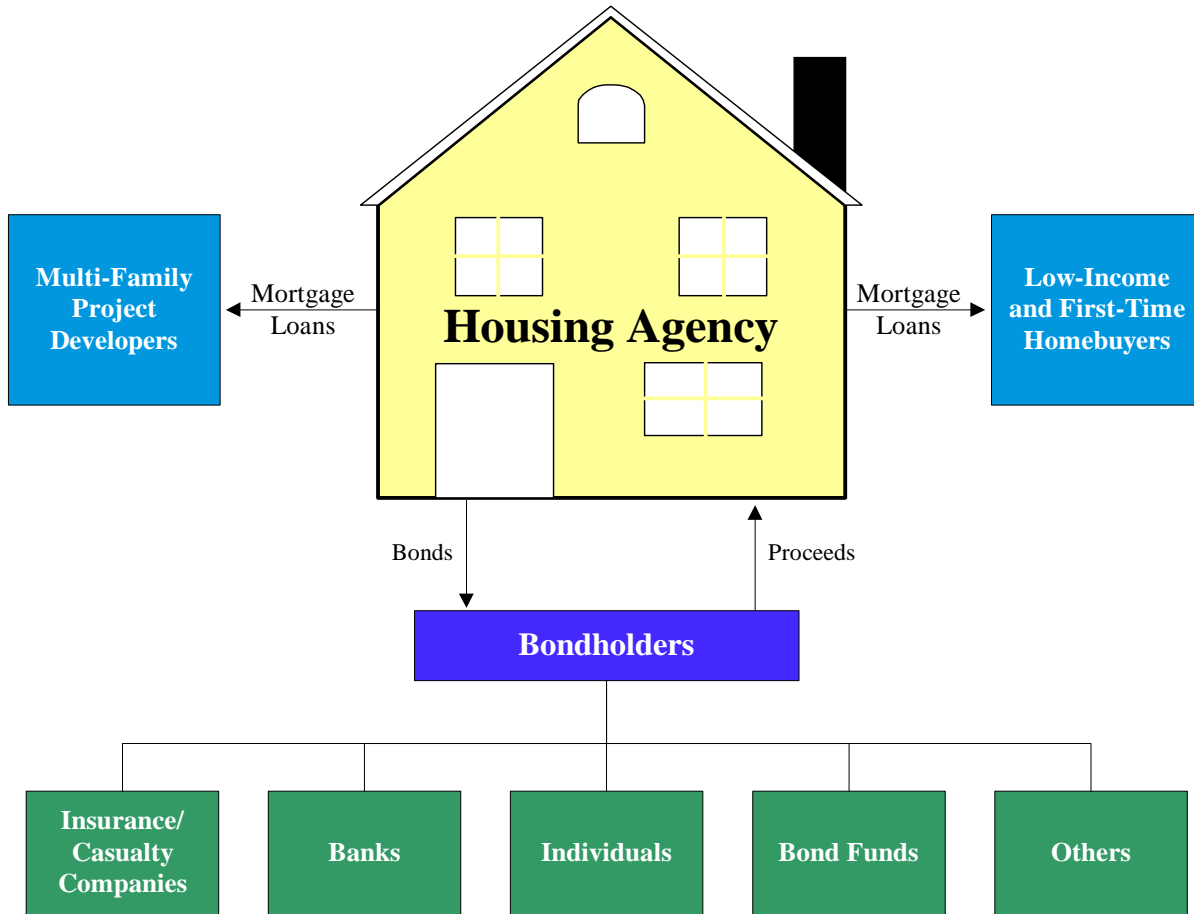 Multi-Family
Project
Developers
Mortgage
Loans
Housing Agency
Mortgage
Loans
Low-Income
and First-Time
Homebuyers
Bonds
Proceeds
Bondholders
Insurance/
Casualty
Companies
Banks
Individuals
Bond Funds
Others